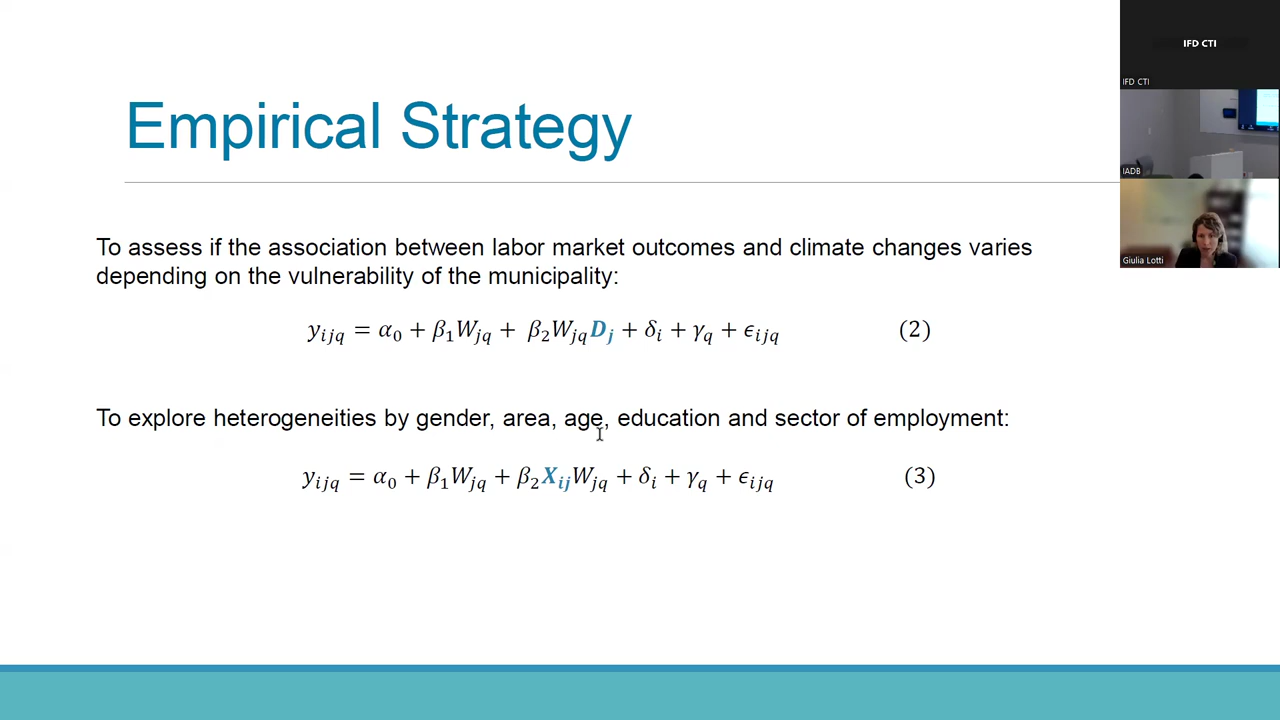 Empirical Strategy
To assess if the association between labor market outcomes and climate changes varies
depending on the vulnerability of the municipality:
y_{ijq} = α_0 + β_1W_{jq} + β_2W_{jq}D_j + δ_i + γ_q + ϵ_{ijq} (2)
To explore heterogeneities by gender, area, age, education and sector of employment:
y_{ijq} = α_0 + β_1W_{jq} + β_2X_{ij}W_{jq} + δ_i + γ_q + ϵ_{ijq} (3)
IFD CTI
IFD CTI
IADB
Giulia Lotti